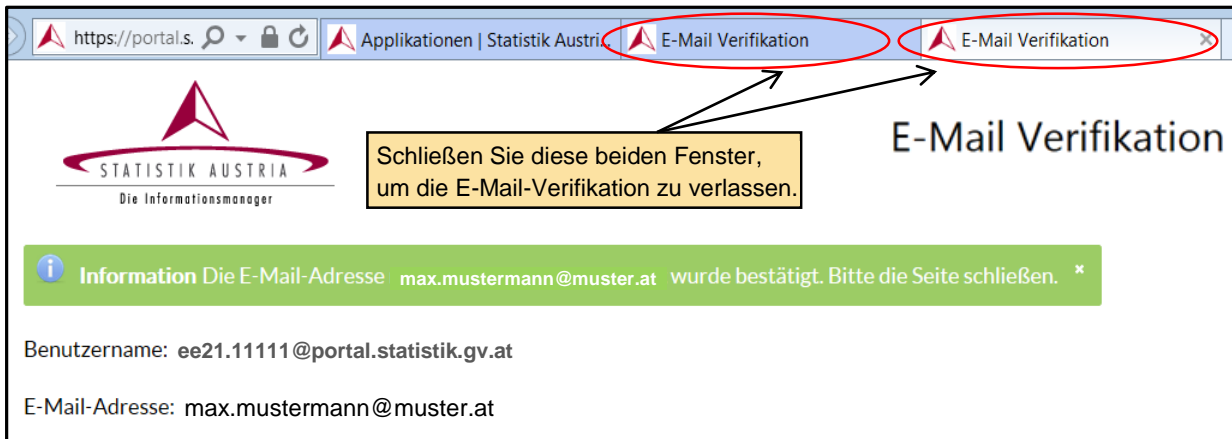 https://portal.s. Applikationen | Statistik Austri... E-Mail Verifikation E-Mail Verifikation
STATISTIK AUSTRIA
Die Informationsmanager
Schließen Sie diese beiden Fenster,
um die E-Mail-Verifikation zu verlassen.
E-Mail Verifikation
Information Die E-Mail-Adresse max.mustermann@muster.at wurde bestätigt. Bitte die Seite schließen.
Benutzername: ee21.11111@portal.statistik.gv.at
E-Mail-Adresse: max.mustermann@muster.at